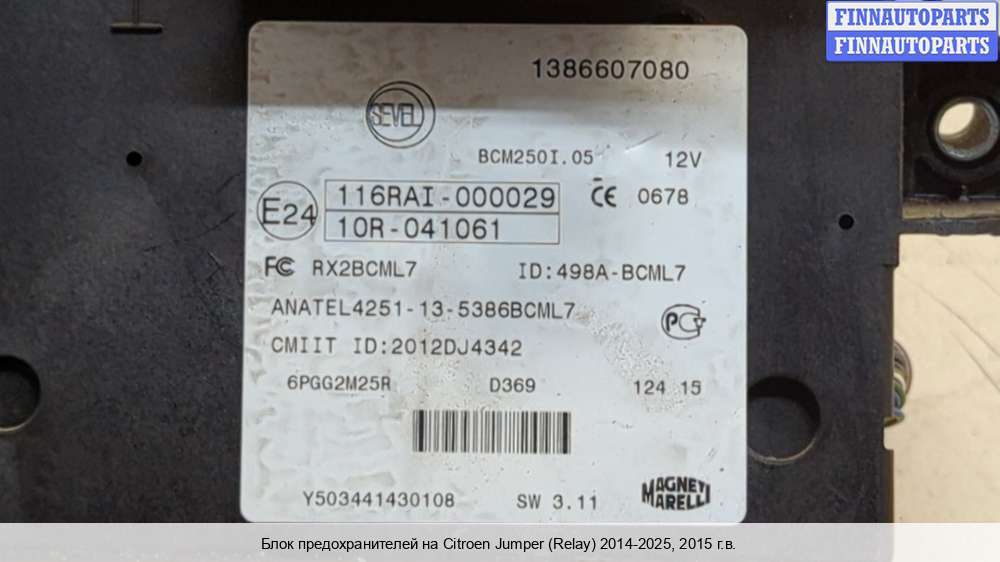 FINNAUTOPARTS
FINNAUTOPARTS
1386607080
SEVEL
BCM250I.05 12V
E24 116RAI-000029 CE 0678
10R-041061
FC RX2BCML7 ID:498A-BCML7
ANATEL4251-13-5386BCML7
CMIIT ID:2012DJ4342
6PGG2M25R D369 124 15
Y503441430108 SW 3.11
MAGNETI
MARELLI
Блок предохранителей на Citroen Jumper (Relay) 2014-2025, 2015 г.в.